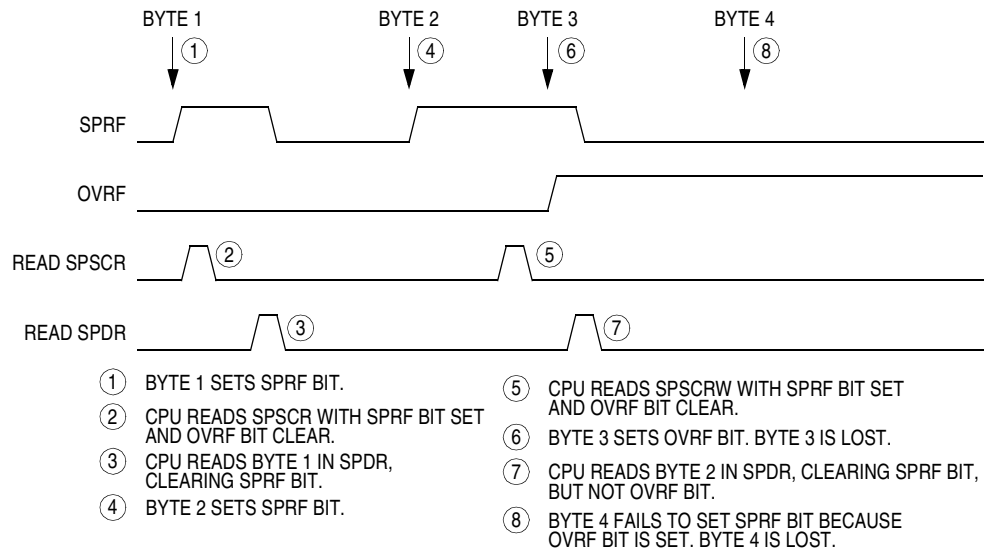 BYTE 1 BYTE 2 BYTE 3 BYTE 4
1 4 6 8
SPRF
OVRF
READ SPSCR 2 5
READ SPDR 3 7
1 BYTE 1 SETS SPRF BIT.
2 CPU READS SPSCR WITH SPRF BIT SET
AND OVRF BIT CLEAR.
3 CPU READS BYTE 1 IN SPDR,
CLEARING SPRF BIT.
4 BYTE 2 SETS SPRF BIT.
5 CPU READS SPSCRW WITH SPRF BIT SET
AND OVRF BIT CLEAR.
6 BYTE 3 SETS OVRF BIT. BYTE 3 IS LOST.
7 CPU READS BYTE 2 IN SPDR, CLEARING SPRF BIT,
BUT NOT OVRF BIT.
8 BYTE 4 FAILS TO SET SPRF BIT BECAUSE
OVRF BIT IS SET. BYTE 4 IS LOST.